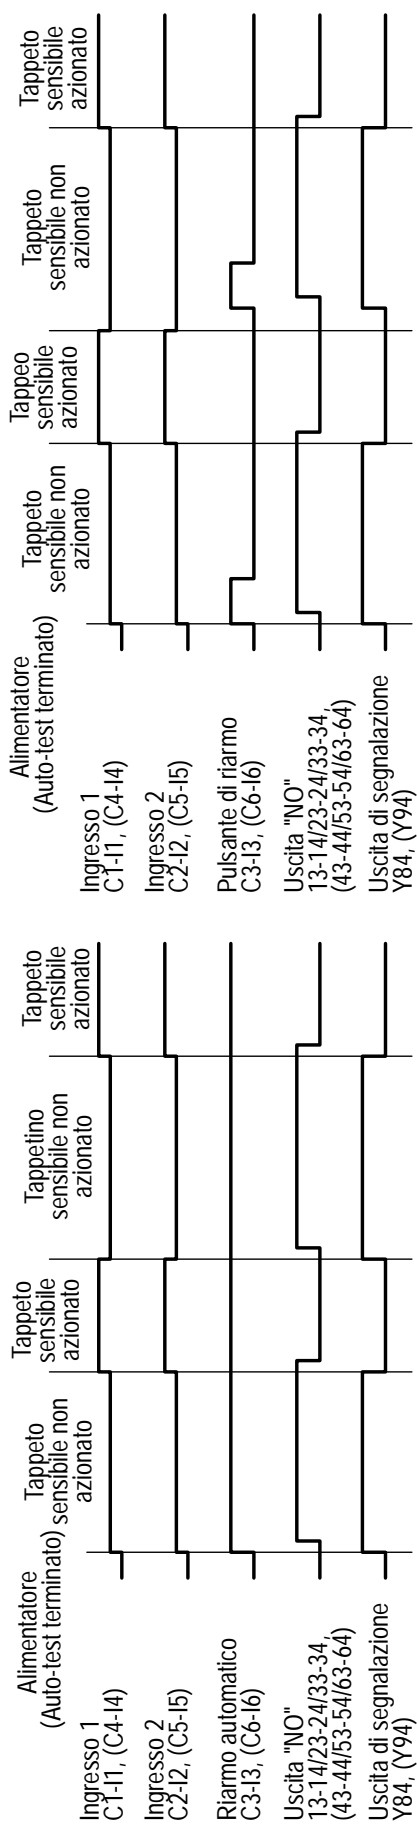 Alimentatore
(Auto-test terminato)
Tappeto
sensibile non
azionato
Tappeo
sensibile
azionato
Tappeto
sensibile non
azionato
Tappeto
sensibile
azionato
Ingresso 1
C1-I1, (C4-I4)
Ingresso 2
C2-I2, (C5-I5)
Pulsante di riarmo
C3-I3, (C6-I6)
Uscita "NO"
13-14/23-24/33-34,
(43-44/53-54/63-64)
Uscita di segnalazione
Y84, (Y94)
Alimentatore
(Auto-test terminato)
Tappeto
sensibile non
azionato
Tappeto
sensibile
azionato
Tappetino
sensibile non
azionato
Tappeto
sensibile
azionato
Ingresso 1
C1-I1, (C4-I4)
Ingresso 2
C2-I2, (C5-I5)
Riarmo automatico
C3-I3, (C6-I6)
Uscita "NO"
13-14/23-24/33-34,
(43-44/53-54/63-64)
Uscita di segnalazione
Y84, (Y94)